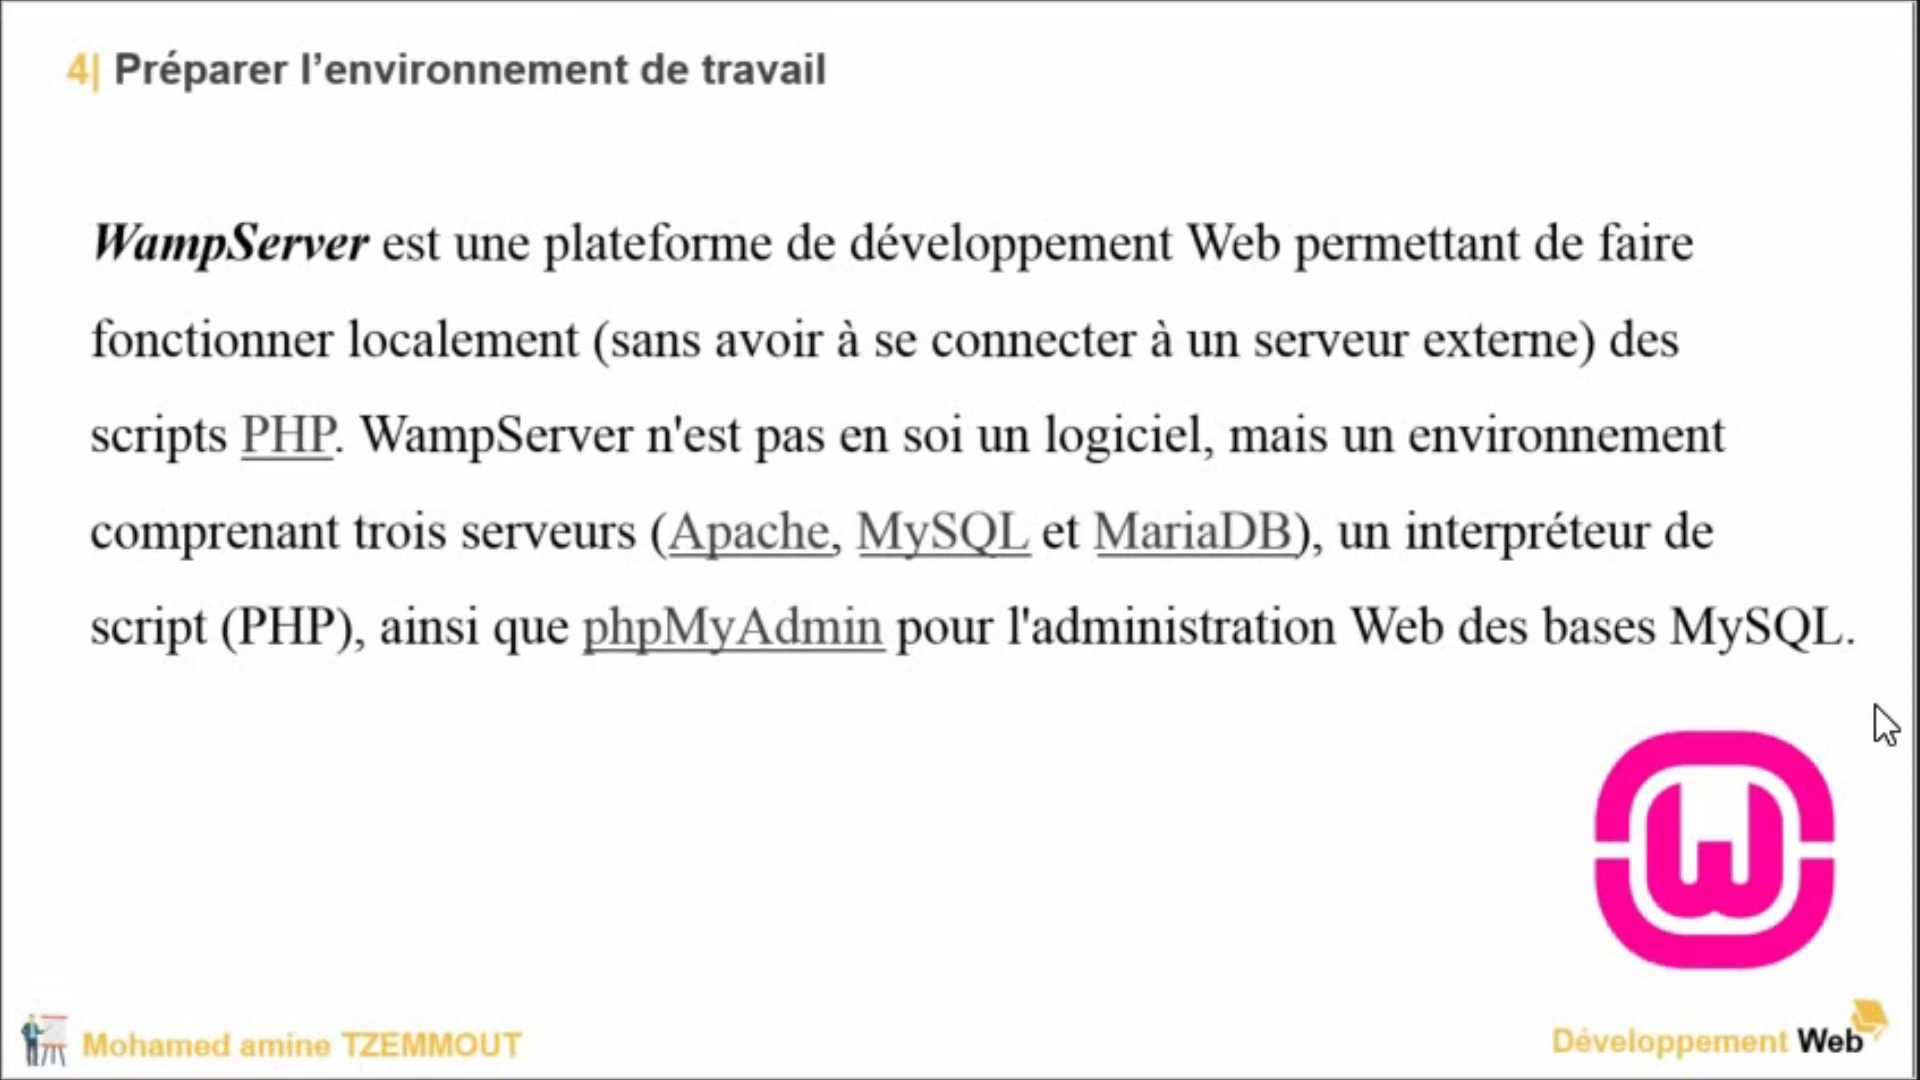 4| Préparer l’environnement de travail
WampServer est une plateforme de développement Web permettant de faire
fonctionner localement (sans avoir à se connecter à un serveur externe) des
scripts PHP. WampServer n'est pas en soi un logiciel, mais un environnement
comprenant trois serveurs (Apache, MySQL et MariaDB), un interpréteur de
script (PHP), ainsi que phpMyAdmin pour l'administration Web des bases MySQL.
W
Mohamed amine TZEMMOUT
Développement Web